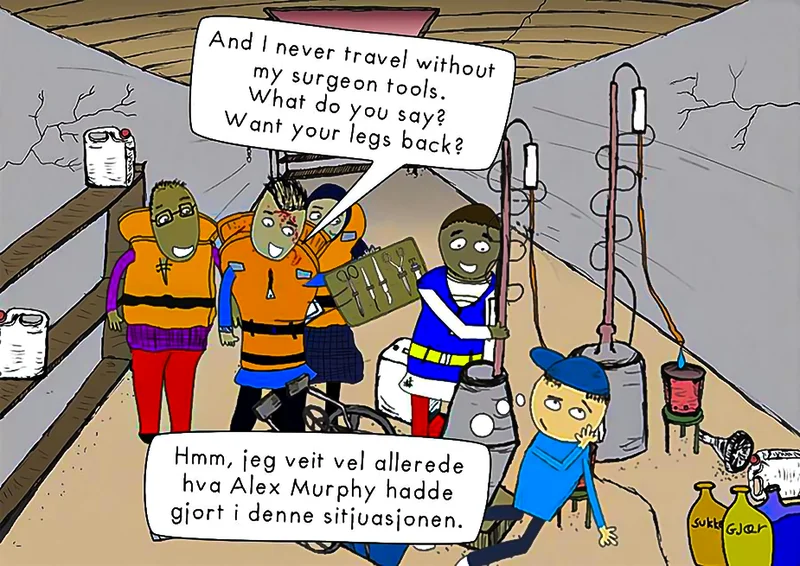 And I never travel without
my surgeon tools.
What do you say?
Want your legs back?
Hmm, jeg veit vel allerede
hva Alex Murphy hadde
gjort i denne sitjuasjonen.
Sukke
Gjær